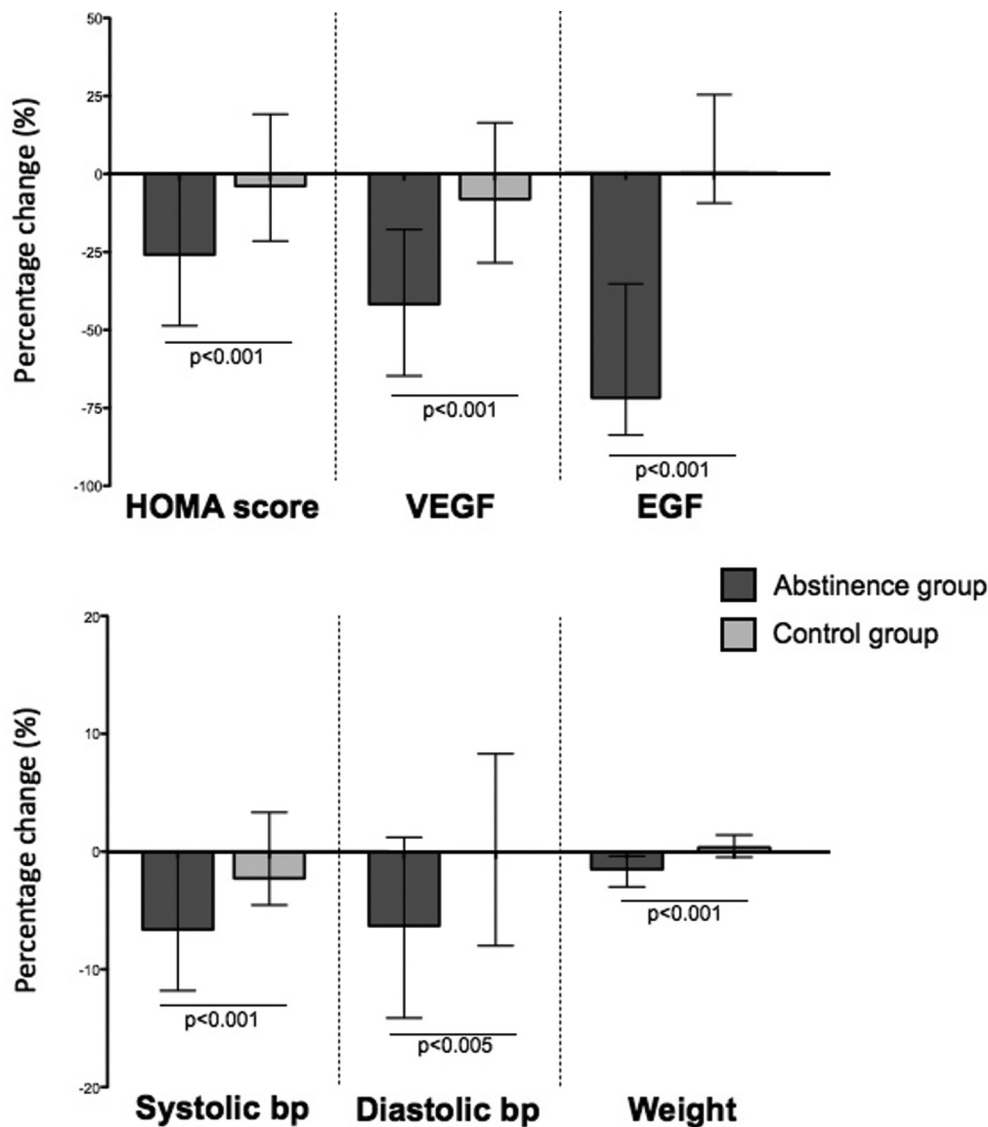 Percentage change (%)
50
25
0
-25
-50
-75
-100
p<0.001
p<0.001
p<0.001
HOMA score
VEGF
EGF
Abstinence group
Control group
Percentage change (%)
20
10
0
-10
-20
p<0.001
p<0.005
p<0.001
Systolic bp
Diastolic bp
Weight